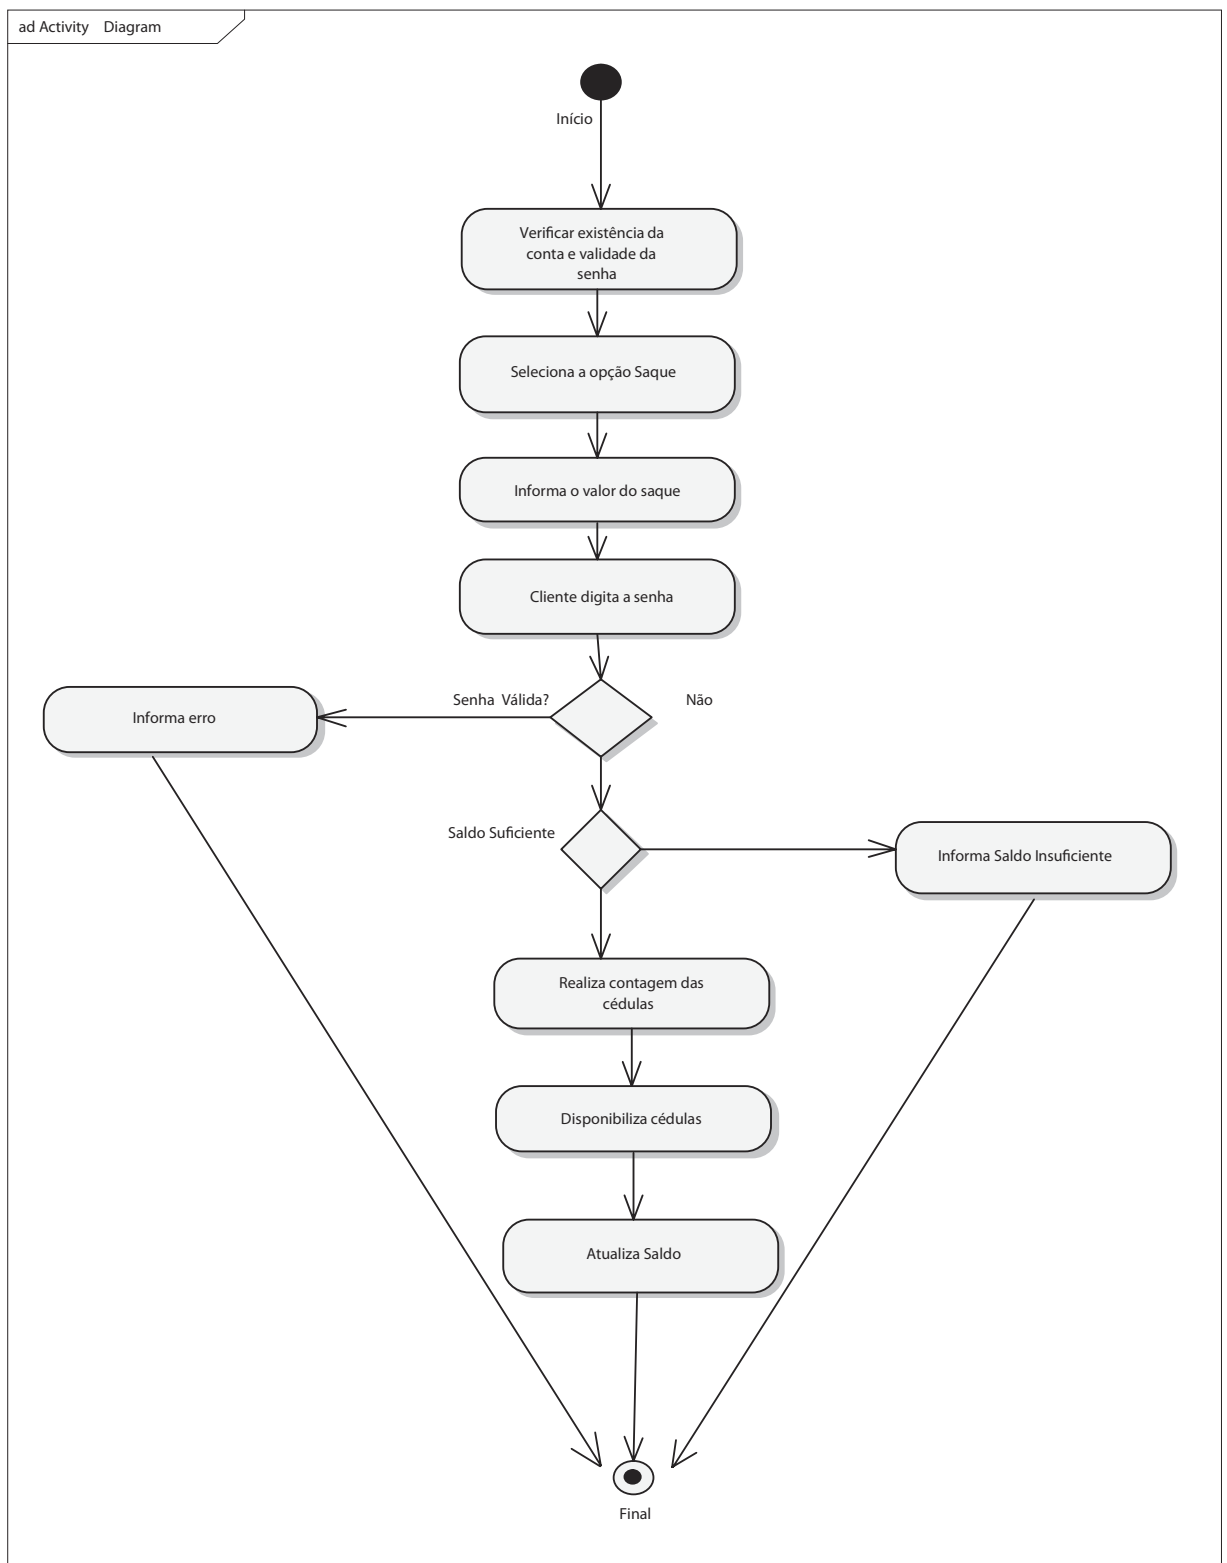 ad Activity Diagram
Início
Verificar existência da
conta e validade da
senha
Seleciona a opção Saque
Informa o valor do saque
Cliente digita a senha
Senha Válida?
Não
Informa erro
Saldo Suficiente
Informa Saldo Insuficiente
Realiza contagem das
cédulas
Disponibiliza cédulas
Atualiza Saldo
Final